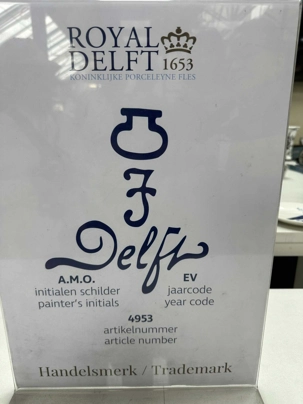 ROYAL
DELFT 1653
KONINKLIJKE PORCELEYNE FLES
Delft
A.M.O.
initialen schilder
painter's initials
EV
jaarcode
year code
4953
artikelnummer
article number
Handelsmerk / Trademark